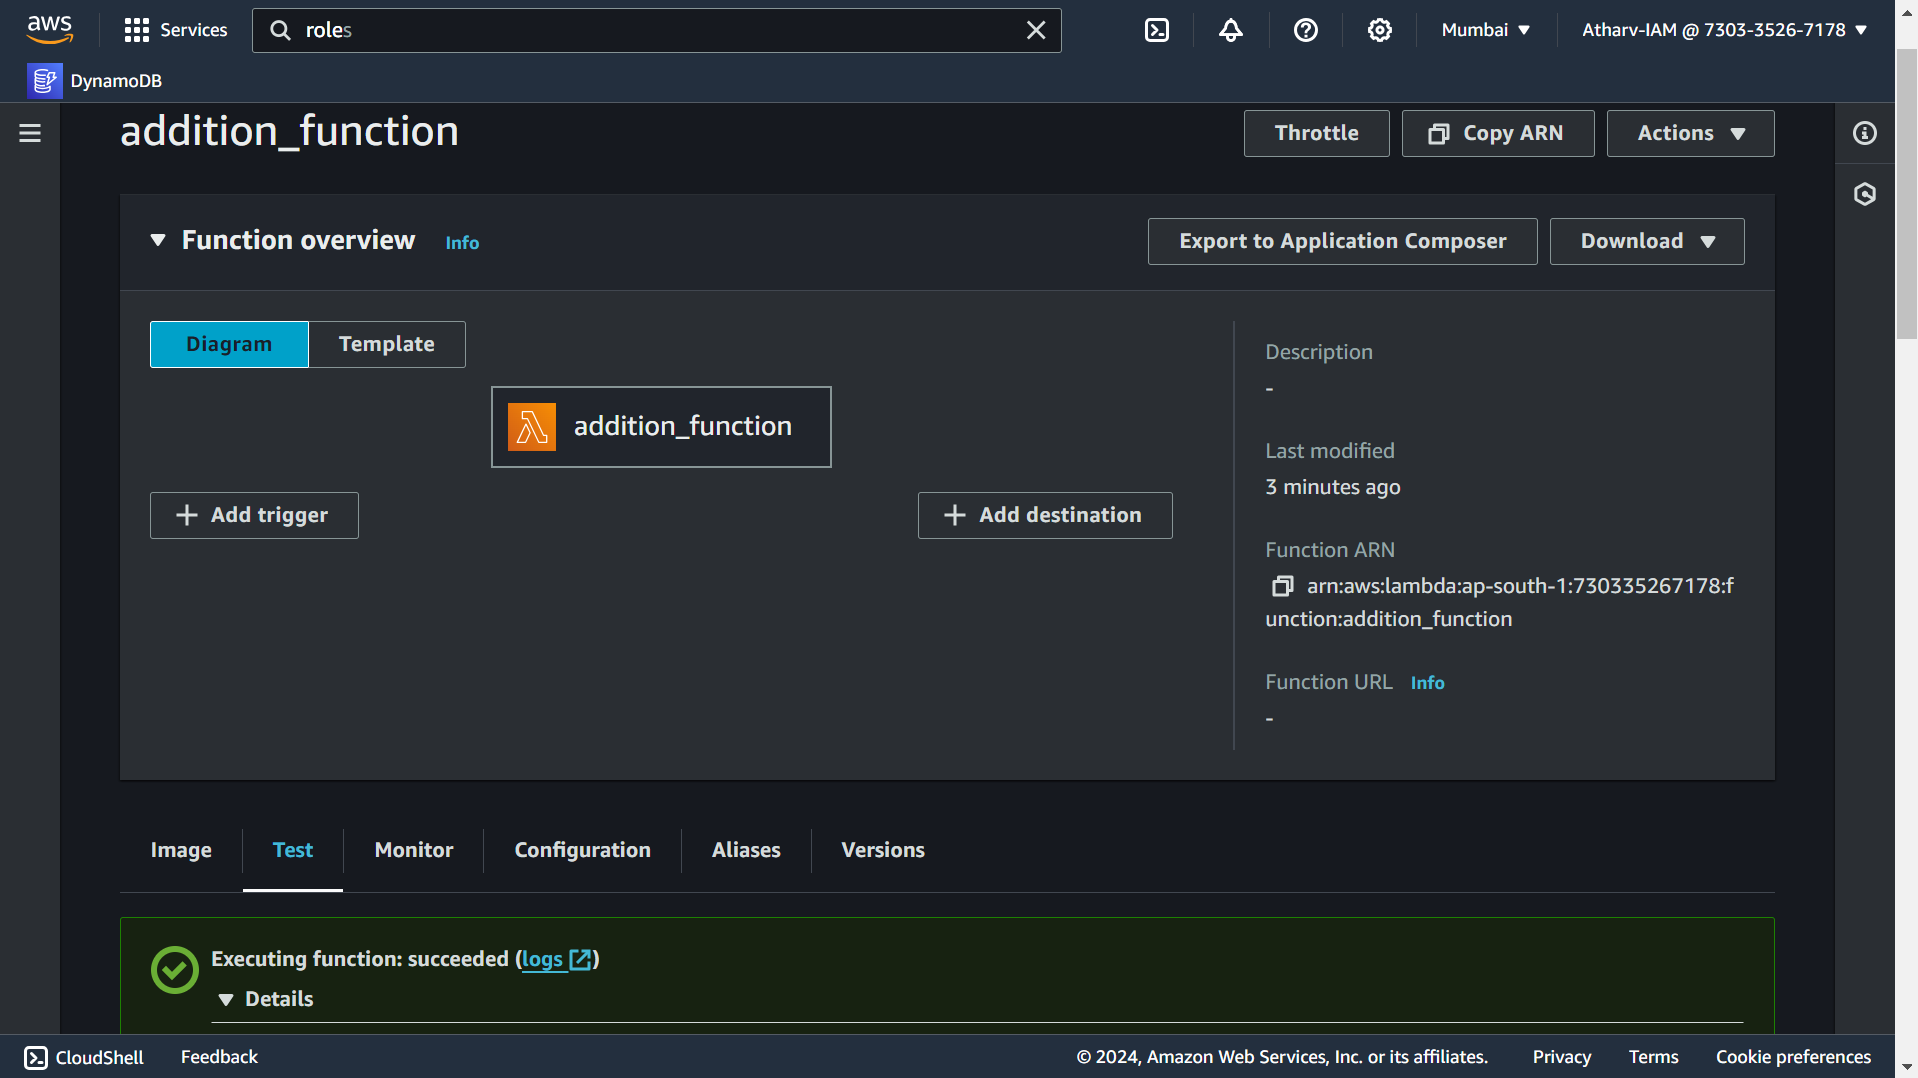 aws
Services
roles
Mumbai
Atharv-IAM @ 7303-3526-7178
DynamoDB
addition_function
Throttle
Copy ARN
Actions
Function overview
Info
Export to Application Composer
Download
Diagram
Template
addition_function
Add trigger
Add destination
Description
-
Last modified
3 minutes ago
Function ARN
arn:aws:lambda:ap-south-1:730335267178:f
unction:addition_function
Function URL Info
-
Image
Test
Monitor
Configuration
Aliases
Versions
Executing function: succeeded (logs)
Details
CloudShell
Feedback
© 2024, Amazon Web Services, Inc. or its affiliates.
Privacy
Terms
Cookie preferences